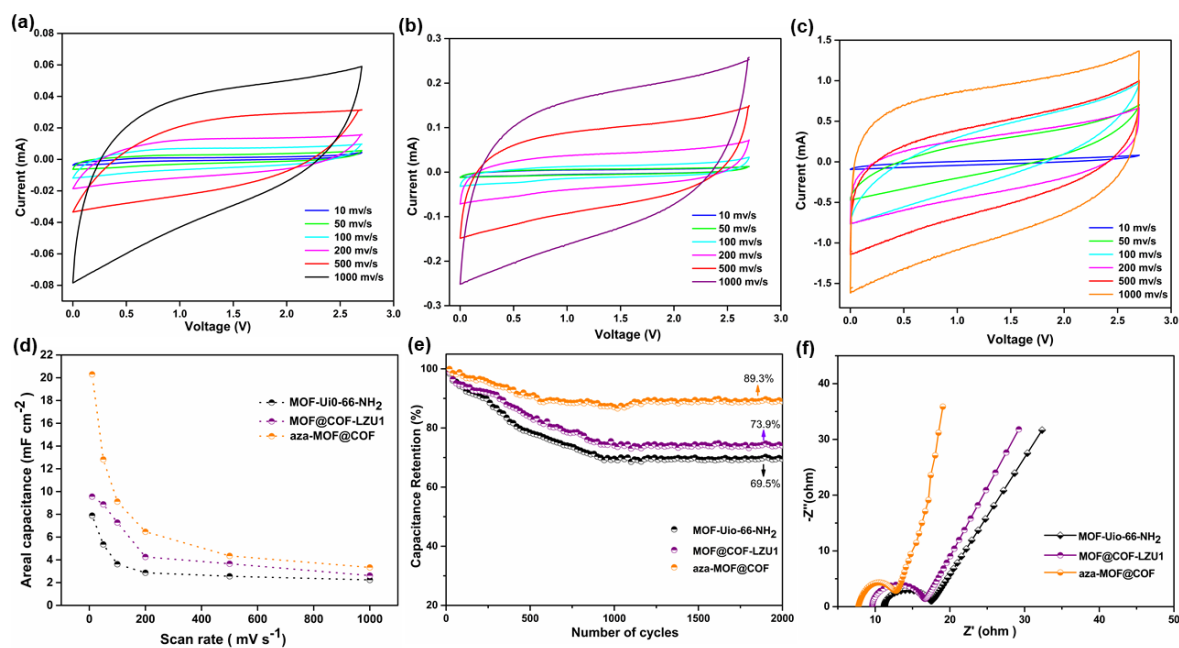 (a)
0.08
0.06
0.04
0.02
0.00
-0.02
-0.04
-0.06
-0.08
Current (mA)
10 mv/s
50 mv/s
100 mv/s
200 mv/s
500 mv/s
1000 mv/s
0.0 0.5 1.0 1.5 2.0 2.5 3.0
Voltage (V)
(b)
0.3
0.2
0.1
0.0
-0.1
-0.2
-0.3
Current (mA)
10 mv/s
50 mv/s
100 mv/s
200 mv/s
500 mv/s
1000 mv/s
0.0 0.5 1.0 1.5 2.0 2.5 3.0
Voltage (V)
(c)
1.5
1.0
0.5
0.0
-0.5
-1.0
-1.5
Current (mA)
10 mv/s
50 mv/s
100 mv/s
200 mv/s
500 mv/s
1000 mv/s
0.0 0.5 1.0 1.5 2.0 2.5 3.0
Voltage (V)
(d)
22
20
18
16
14
12
10
8
6
4
2
0
Areal capacitance (mF cm⁻²)
MOF-Ui0-66-NH₂
MOF@COF-LZU1
aza-MOF@COF
0 200 400 600 800 1000
Scan rate ( mV s⁻¹)
(e)
100
80
60
40
20
Capacitance Retention (%)
89.3%
73.9%
69.5%
MOF-Uio-66-NH₂
MOF@COF-LZU1
aza-MOF@COF
0 250 500 750 1000 1250 1500 1750 2000
Number of cycles
(f)
-35
-30
-25
-20
-15
-10
-5
0
-Z''(ohm)
MOF-Uio-66-NH₂
MOF@COF-LZU1
aza-MOF@COF
5 10 15 20 30 40 50
Z' (ohm )